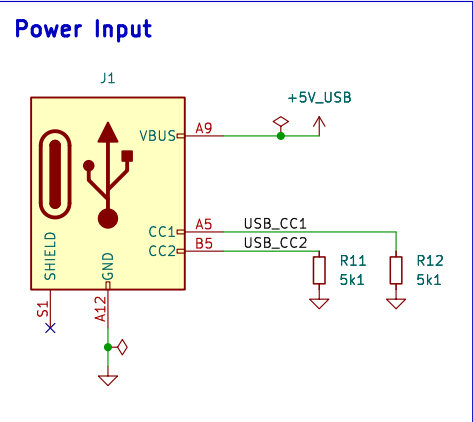 Power Input
J1
+5V_USB
VBUS
A9
CC1
A5
USB_CC1
CC2
B5
USB_CC2
R11
5k1
R12
5k1
SHIELD
GND
S1
A12